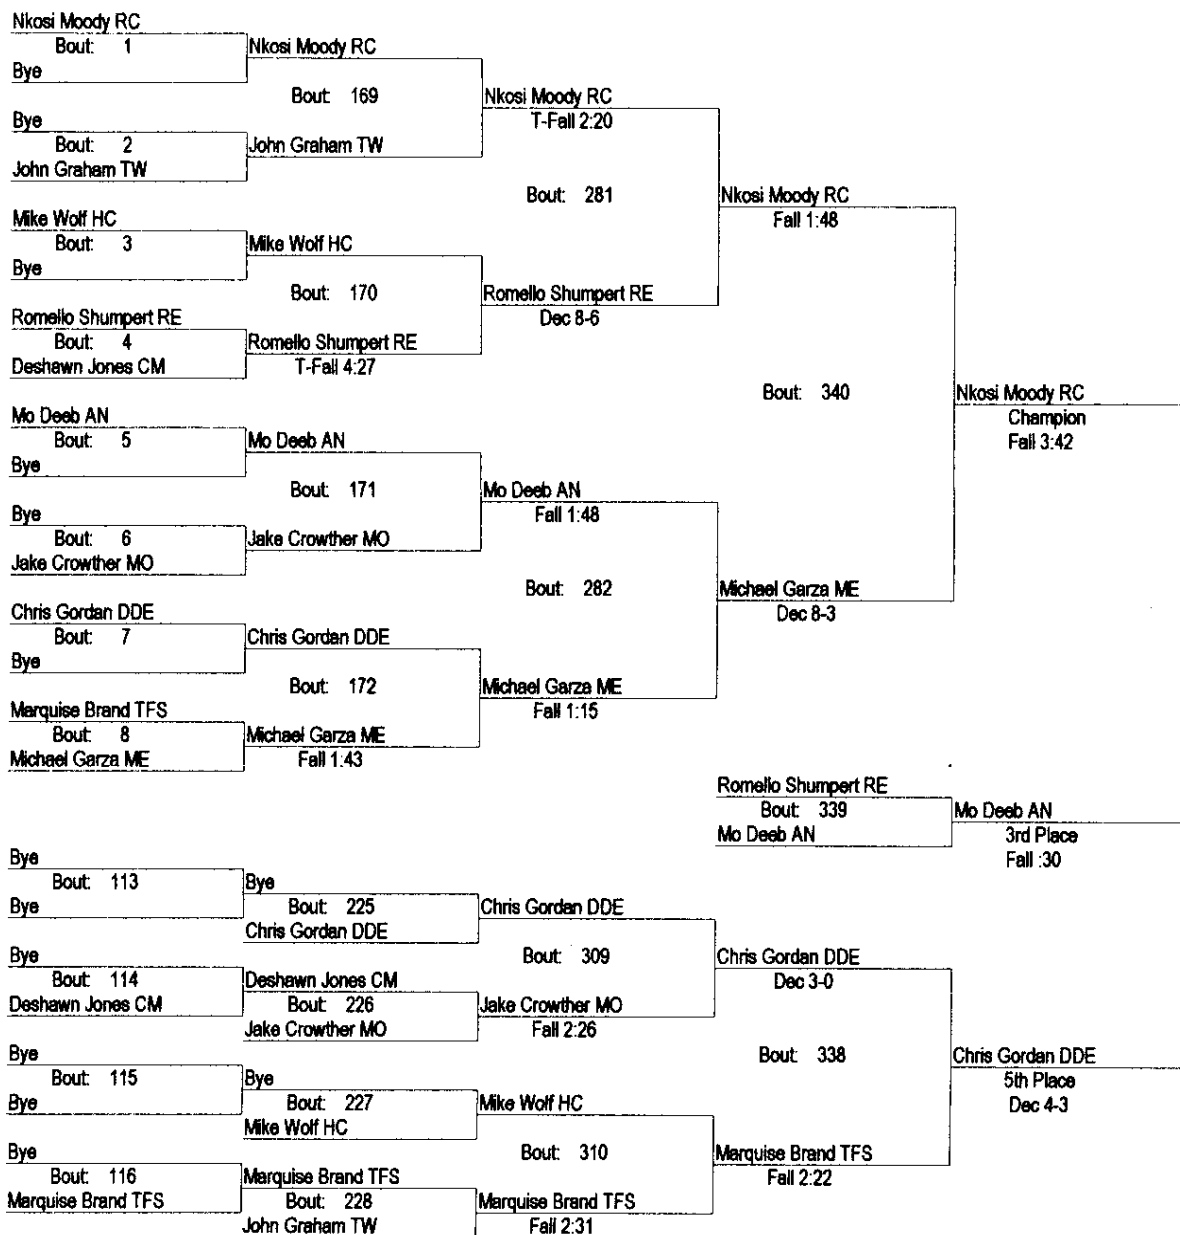 Nkosi Moody RC
Bout: 1
Bye
Nkosi Moody RC
Bout: 169
Bye
Bout: 2
John Graham TW
John Graham TW
Nkosi Moody RC
T-Fall 2:20
Bout: 281
Mike Wolf HC
Bout: 3
Bye
Mike Wolf HC
Bout: 170
Romello Shumpert RE
Bout: 4
Deshawn Jones CM
Romello Shumpert RE
T-Fall 4:27
Romello Shumpert RE
Dec 8-6
Nkosi Moody RC
Fall 1:48
Bout: 340
Mo Deeb AN
Bout: 5
Bye
Mo Deeb AN
Bout: 171
Bye
Bout: 6
Jake Crowther MO
Jake Crowther MO
Mo Deeb AN
Fall 1:48
Bout: 282
Chris Gordan DDE
Bout: 7
Bye
Chris Gordan DDE
Bout: 172
Marquise Brand TFS
Bout: 8
Michael Garza ME
Michael Garza ME
Fall 1:43
Michael Garza ME
Fall 1:15
Michael Garza ME
Dec 8-3
Nkosi Moody RC
Champion
Fall 3:42
Romello Shumpert RE
Bout: 339
Mo Deeb AN
Mo Deeb AN
3rd Place
Fall :30
Bye
Bout: 113
Bye
Bye
Bout: 225
Chris Gordan DDE
Chris Gordan DDE
Bout: 309
Bye
Bout: 114
Deshawn Jones CM
Deshawn Jones CM
Bout: 226
Jake Crowther MO
Jake Crowther MO
Fall 2:26
Chris Gordan DDE
Dec 3-0
Bout: 338
Bye
Bout: 115
Bye
Bye
Bout: 227
Mike Wolf HC
Mike Wolf HC
Bout: 310
Bye
Bout: 116
Marquise Brand TFS
Marquise Brand TFS
Bout: 228
John Graham TW
Marquise Brand TFS
Fall 2:31
Marquise Brand TFS
Fall 2:22
Chris Gordan DDE
5th Place
Dec 4-3